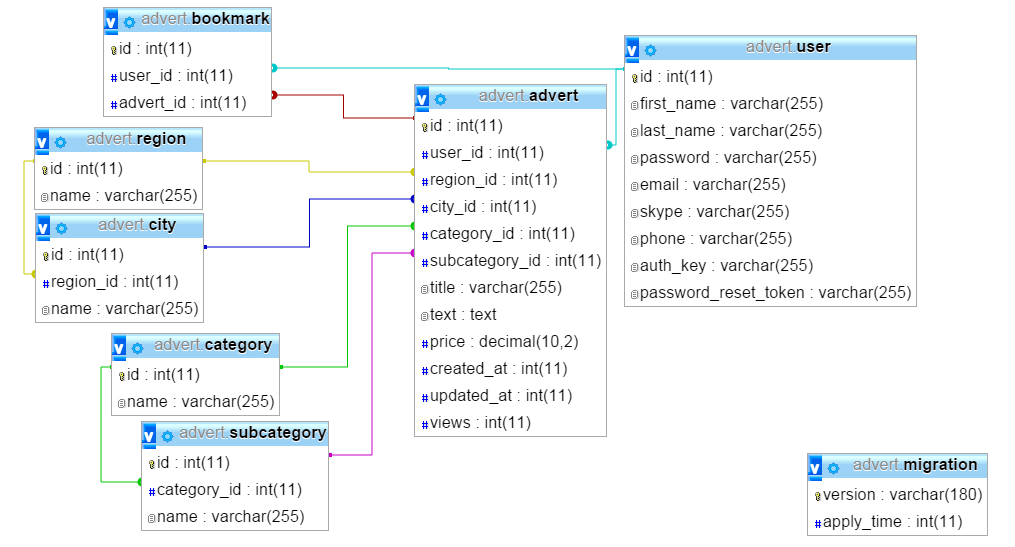 advert.bookmark
id : int(11)
user_id : int(11)
advert_id : int(11)
advert.region
id : int(11)
name : varchar(255)
advert.city
id : int(11)
region_id : int(11)
name : varchar(255)
advert.category
id : int(11)
name : varchar(255)
advert.subcategory
id : int(11)
category_id : int(11)
name : varchar(255)
advert.advert
id : int(11)
user_id : int(11)
region_id : int(11)
city_id : int(11)
category_id : int(11)
subcategory_id : int(11)
title : varchar(255)
text : text
price : decimal(10,2)
created_at : int(11)
updated_at : int(11)
views : int(11)
advert.user
id : int(11)
first_name : varchar(255)
last_name : varchar(255)
password : varchar(255)
email : varchar(255)
skype : varchar(255)
phone : varchar(255)
auth_key : varchar(255)
password_reset_token : varchar(255)
advert.migration
version : varchar(180)
apply_time : int(11)